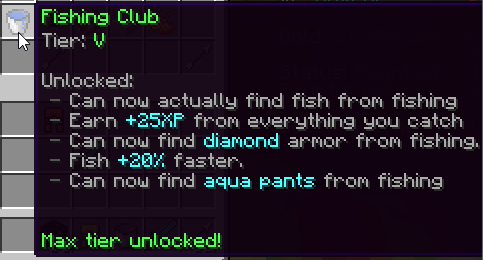 Fishing Club
Tier: V
Unlocked:
- Can now actually find fish from fishing
- Earn +25XP from everything you catch
- Can now find diamond armor from fishing.
- Fish +20% faster.
- Can now find aqua pants from fishing
Max tier unlocked!